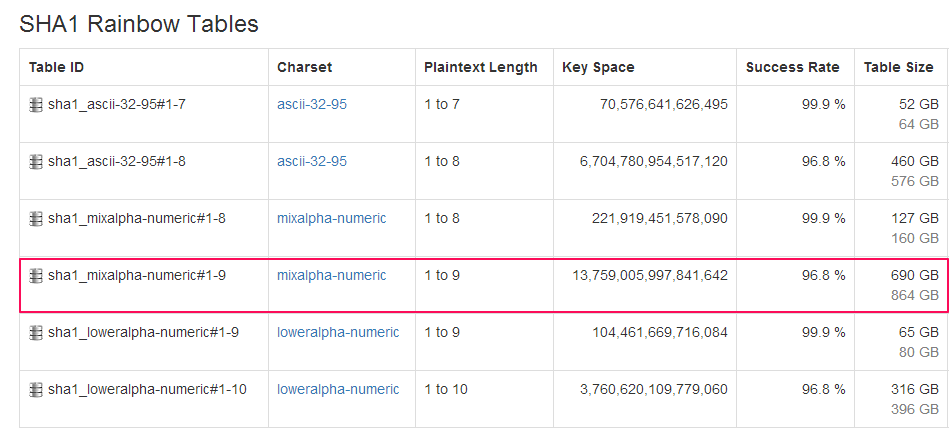 SHA1 Rainbow Tables
Table ID Charset Plaintext Length Key Space Success Rate Table Size
sha1_ascii-32-95#1-7 ascii-32-95 1 to 7 70,576,641,626,495 99.9 % 52 GB
64 GB
sha1_ascii-32-95#1-8 ascii-32-95 1 to 8 6,704,780,954,517,120 96.8 % 460 GB
576 GB
sha1_mixalpha-numeric#1-8 mixalpha-numeric 1 to 8 221,919,451,578,090 99.9 % 127 GB
160 GB
sha1_mixalpha-numeric#1-9 mixalpha-numeric 1 to 9 13,759,005,997,841,642 96.8 % 690 GB
864 GB
sha1_loweralpha-numeric#1-9 loweralpha-numeric 1 to 9 104,461,669,716,084 99.9 % 65 GB
80 GB
sha1_loweralpha-numeric#1-10 loweralpha-numeric 1 to 10 3,760,620,109,779,060 96.8 % 316 GB
396 GB